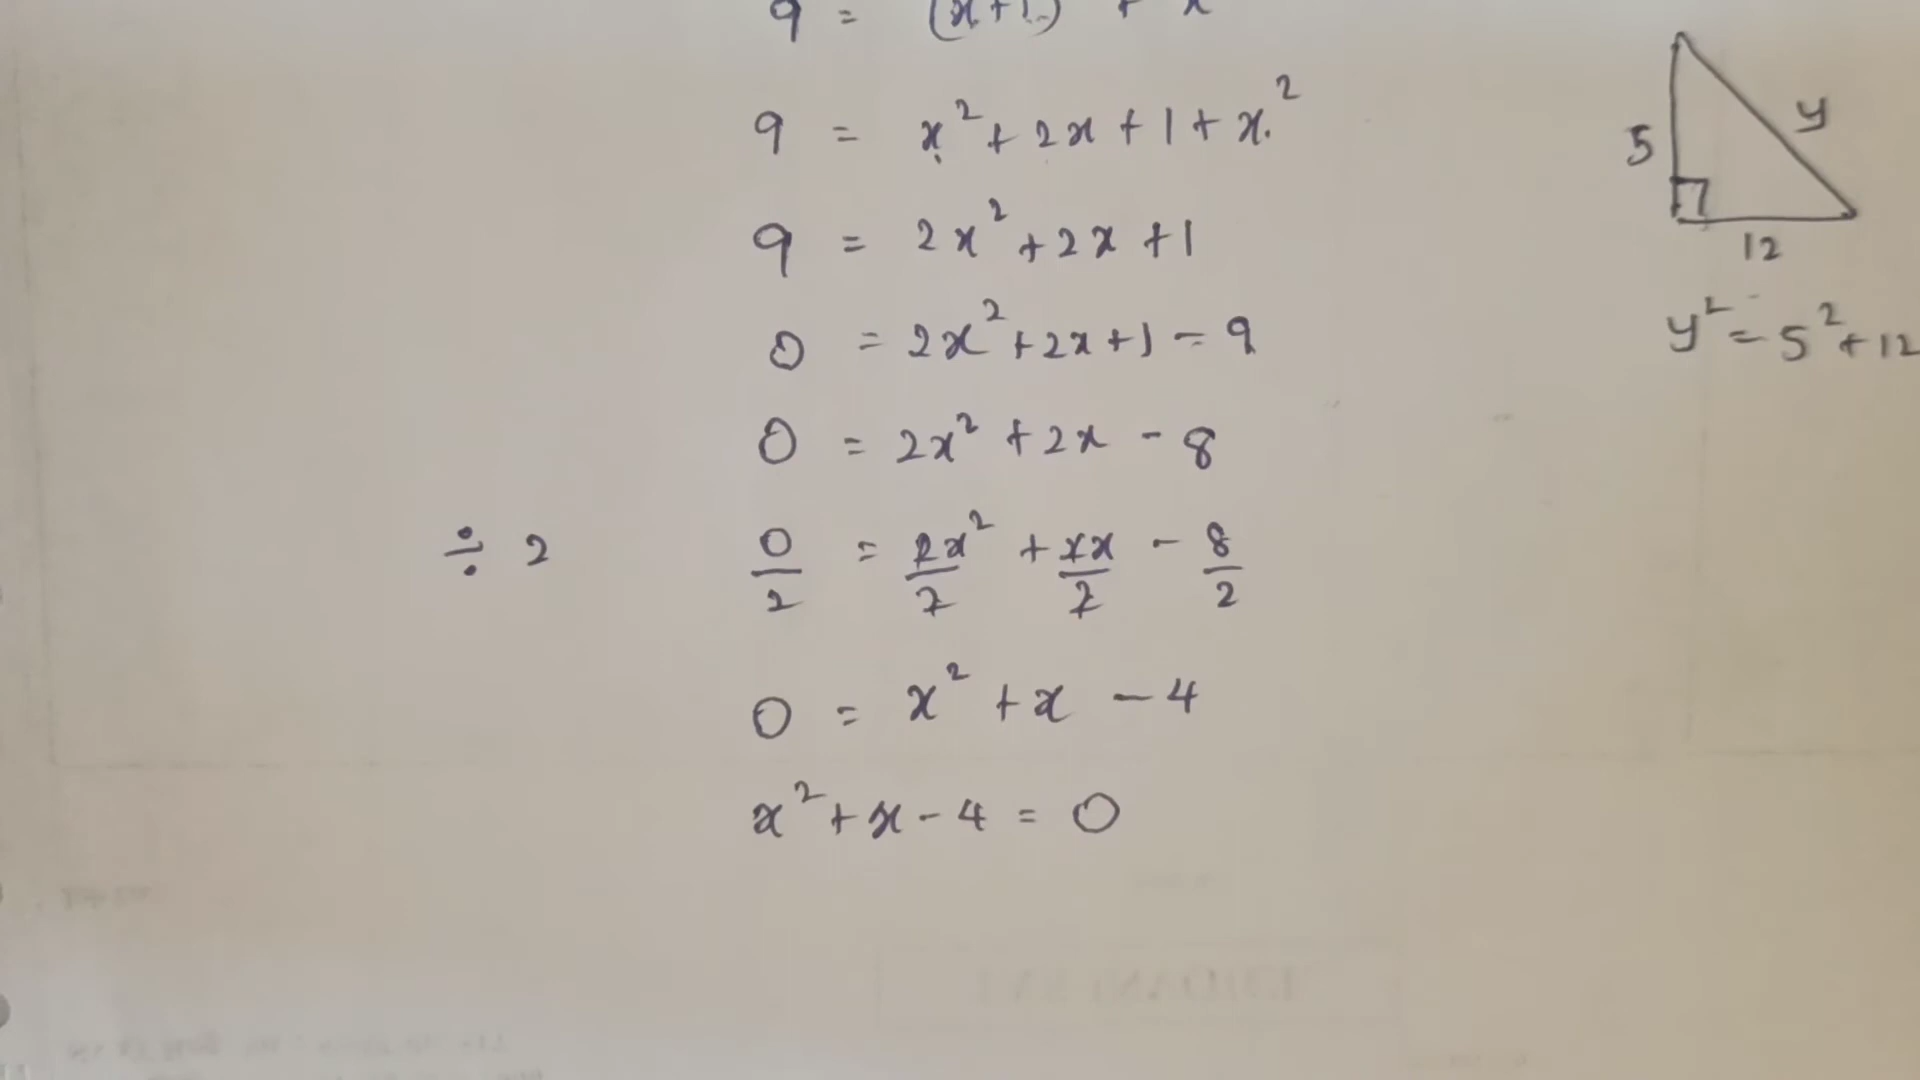 9 = (x+1) + x
9 = x² + 2x + 1 + x²
9 = 2x² + 2x + 1
0 = 2x² + 2x + 1 - 9
0 = 2x² + 2x - 8
÷ 2 0/2 = 2x²/2 + 2x/2 - 8/2
0 = x² + x - 4
x² + x - 4 = 0
5
y
12
y² = 5² + 12